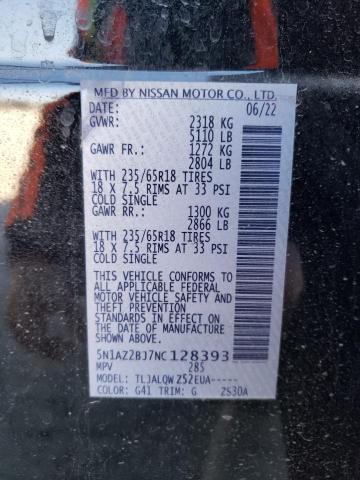 MFD BY NISSAN MOTOR CO., LTD.
DATE: 06/22
GVWR: 2318 KG
5110 LB
GAWR FR.: 1272 KG
2804 LB
WITH 235/65R18 TIRES
18 X 7.5 RIMS AT 33 PSI
COLD SINGLE
GAWR RR.: 1300 KG
2866 LB
WITH 235/65R18 TIRES
18 X 7.5 RIMS AT 33 PSI
COLD SINGLE
THIS VEHICLE CONFORMS TO
ALL APPLICABLE FEDERAL
MOTOR VEHICLE SAFETY
AND THEFT PREVENTION
STANDARDS IN EFFECT ON
THE DATE OF MANUFACTURE
SHOWN ABOVE.
5N1AZ2BJ7NC128393
MPV 285
MODEL: TLJALQWZ52EUA-----
COLOR: G41 TRIM: G 2S30A